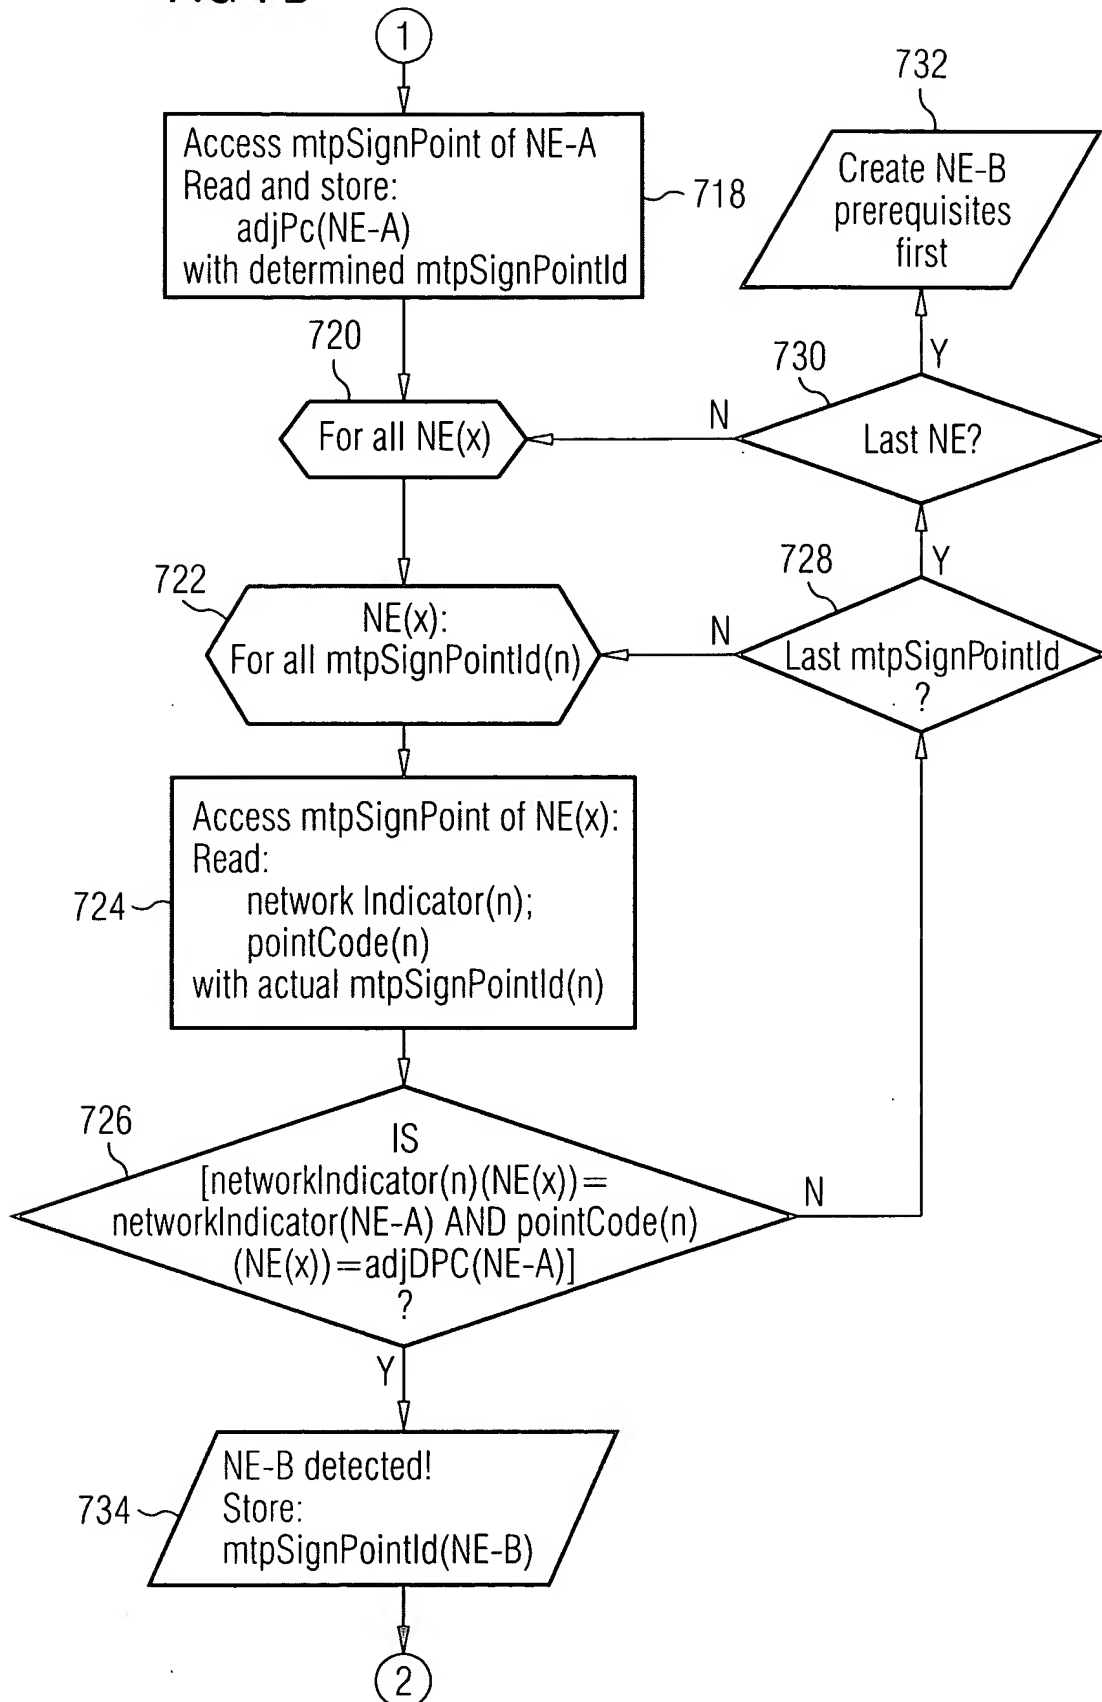 1
732
Access mtpSignPoint of NE-A
Read and store:
adjPc(NE-A)
with determined mtpSignPointId
718
Create NE-B
prerequisites
first
720
730
Y
For all NE(x)
N
Last NE?
722
728
Y
NE(x):
For all mtpSignPointId(n)
N
Last mtpSignPointId
?
724
Access mtpSignPoint of NE(x):
Read:
network Indicator(n);
pointCode(n)
with actual mtpSignPointId(n)
726
IS
[networkIndicator(n)(NE(x))=
networkIndicator(NE-A) AND pointCode(n)
(NE(x))=adjDPC(NE-A)]
?
N
Y
734
NE-B detected!
Store:
mtpSignPointId(NE-B)
2